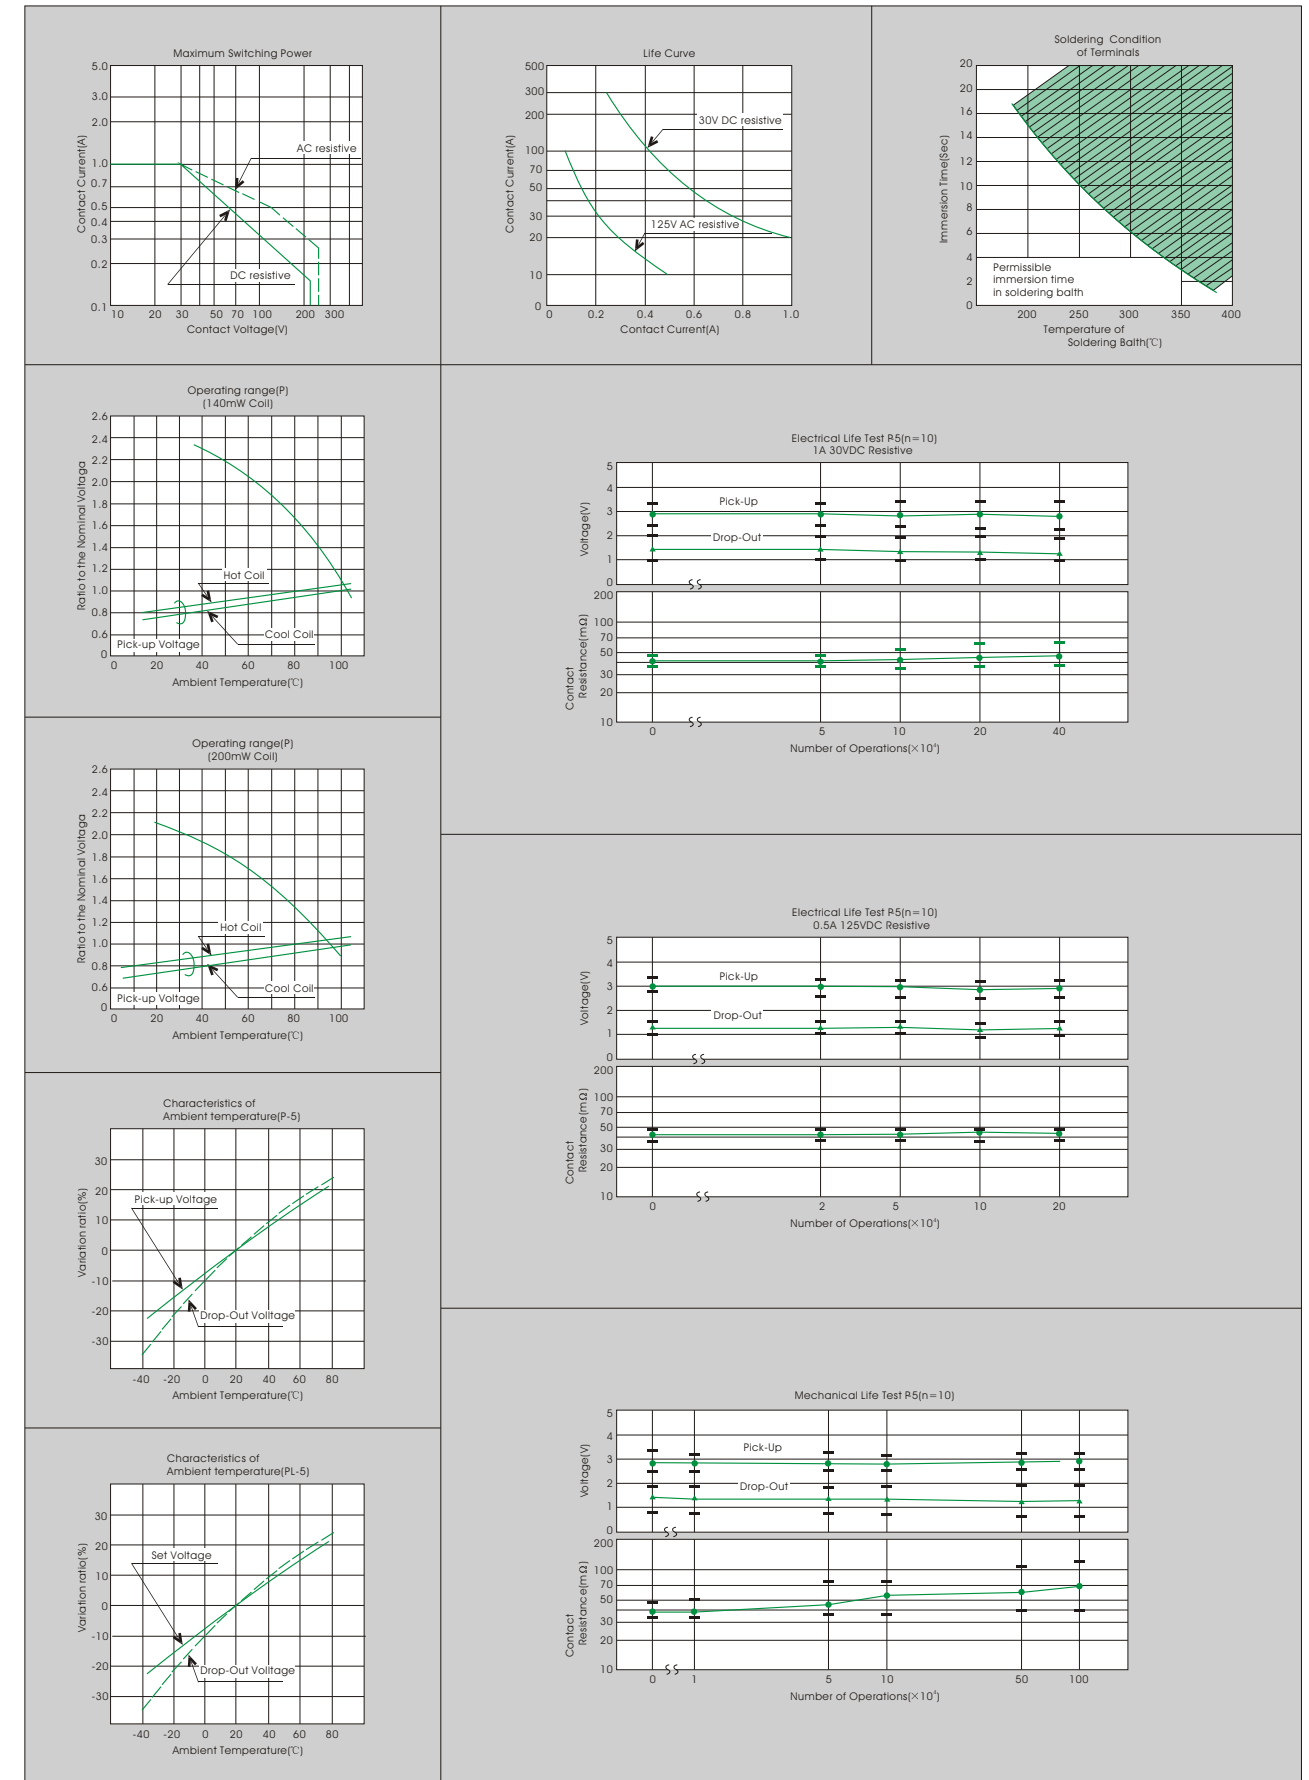 Maximum Switching Power
5.0
3.0
2.0
1.0
0.7
0.5
0.4
0.3
0.2
0.1
Contact Current(A)
AC resistive
DC resistive
10 20 30 50 70 100 200 300
Contact Voltage(V)
Life Curve
500
300
200
100
70
50
30
20
10
0
Contact Current(A)
30V DC resistive
125V AC resistive
0 0.2 0.4 0.6 0.8 1.0
Contact Current(A)
Soldering Condition
of Terminals
20
20
16
14
12
10
8
6
4
2
0
Immersion Time(Sec)
Permissible
immersion time
in soldering balth
200 250 300 350 400
Temperature of
Soldering Balth(℃)
Operating range(P)
(140mW Coil)
2.6
2.4
2.2
2.0
1.8
1.6
1.4
1.2
1.0
0.8
0.6
0
Ratio to the Nominal Voltaga
Hot Coil
Cool Coil
Pick-up Voltage
0 20 40 60 80 100
Ambient Temperature(℃)
Electrical Life Test P-5(n=10)
1A 30VDC Resistive
5
4
3
2
1
0
Voltage(V)
Pick-Up
Drop-Out
200
100
70
50
30
20
10
Contact
Resistance(mΩ)
0 5 10 20 40
Number of Operations(×10⁴)
Operating range(P)
(200mW Coil)
2.6
2.4
2.2
2.0
1.8
1.6
1.4
1.2
1.0
0.8
0.6
0
Ratio to the Nominal Voltaga
Hot Coil
Cool Coil
Pick-up Voltage
0 20 40 60 80 100
Ambient Temperature(℃)
Electrical Life Test P-5(n=10)
0.5A 125VDC Resistive
5
4
3
2
1
0
Voltage(V)
Pick-Up
Drop-Out
200
100
70
50
30
20
10
Contact
Resistance(mΩ)
0 2 5 10 20
Number of Operations(×10⁴)
Characteristics of
Ambient temperature(P-5)
30
20
10
0
-10
-20
-30
Variation ratio(%)
Pick-up Voltage
Drop-Out Volltage
-40 -20 0 20 40 60 80
Ambient Temperature(℃)
Mechanical Life Test P-5(n=10)
5
4
3
2
1
0
Voltage(V)
Pick-Up
Drop-Out
200
100
70
50
30
20
10
Contact
Resistance(mΩ)
0 1 5 10 50 100
Number of Operations(×10⁴)
Characteristics of
Ambient temperature(PL-5)
30
20
10
0
-10
-20
-30
Variation ratio(%)
Set Voltage
Drop-Out Voltage
-40 -20 0 20 40 60 80
Ambient Temperature(℃)